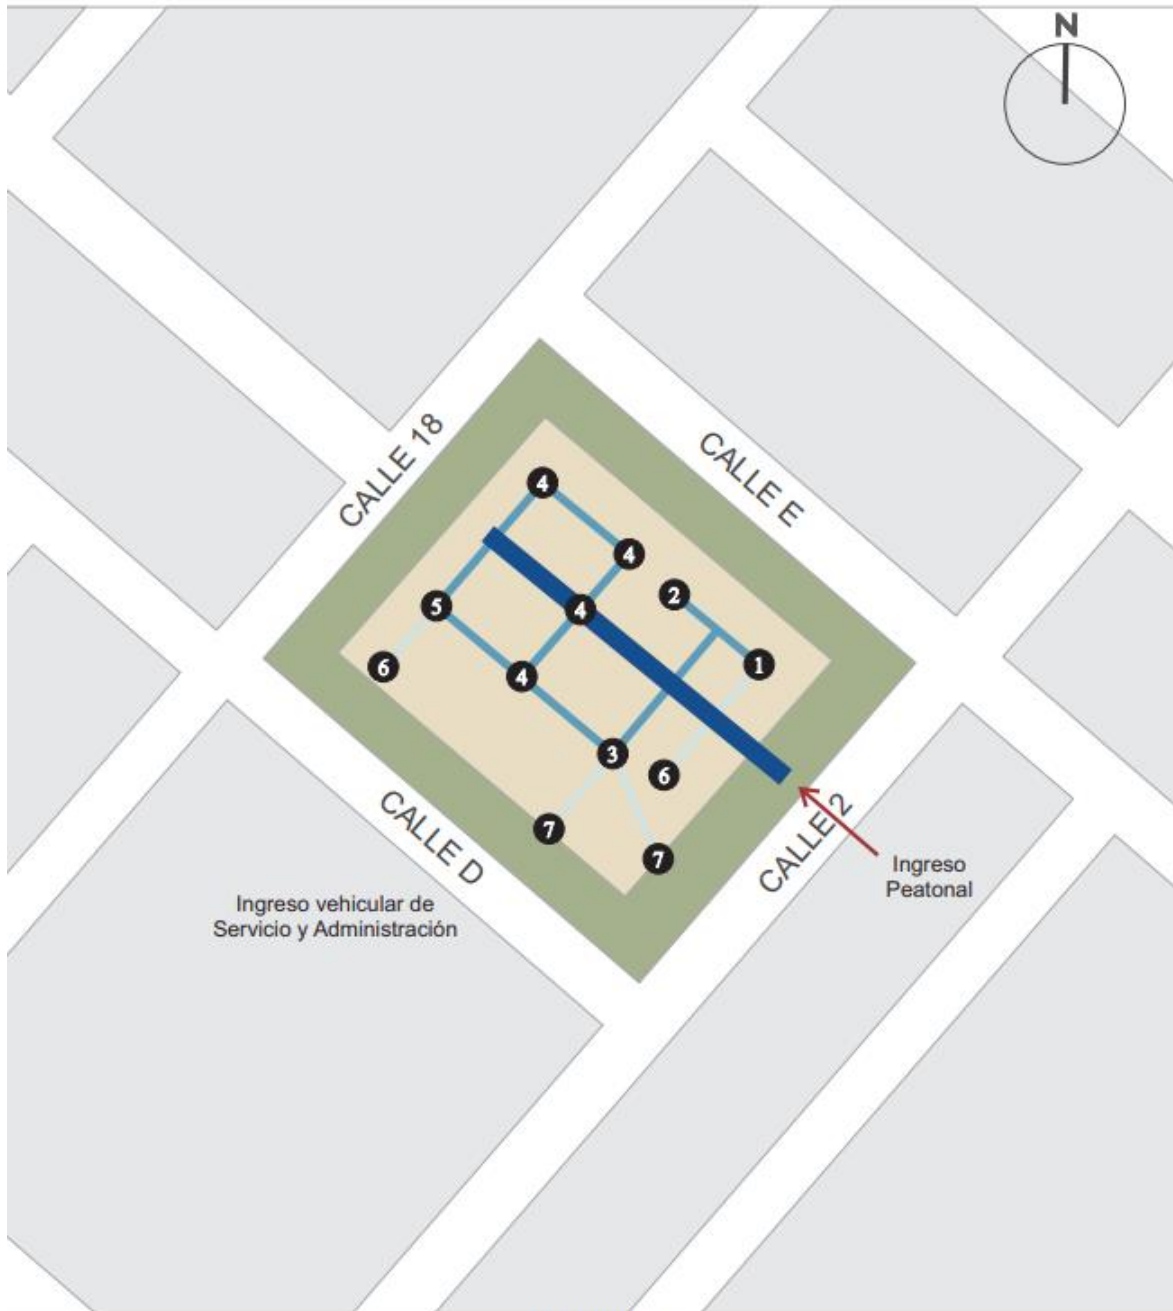 N
CALLE 18
CALLE E
4
4
2
5
4
1
6
4
3
6
7
7
CALLE D
CALLE 2
Ingreso
Peatonal
Ingreso vehicular de
Servicio y Administración